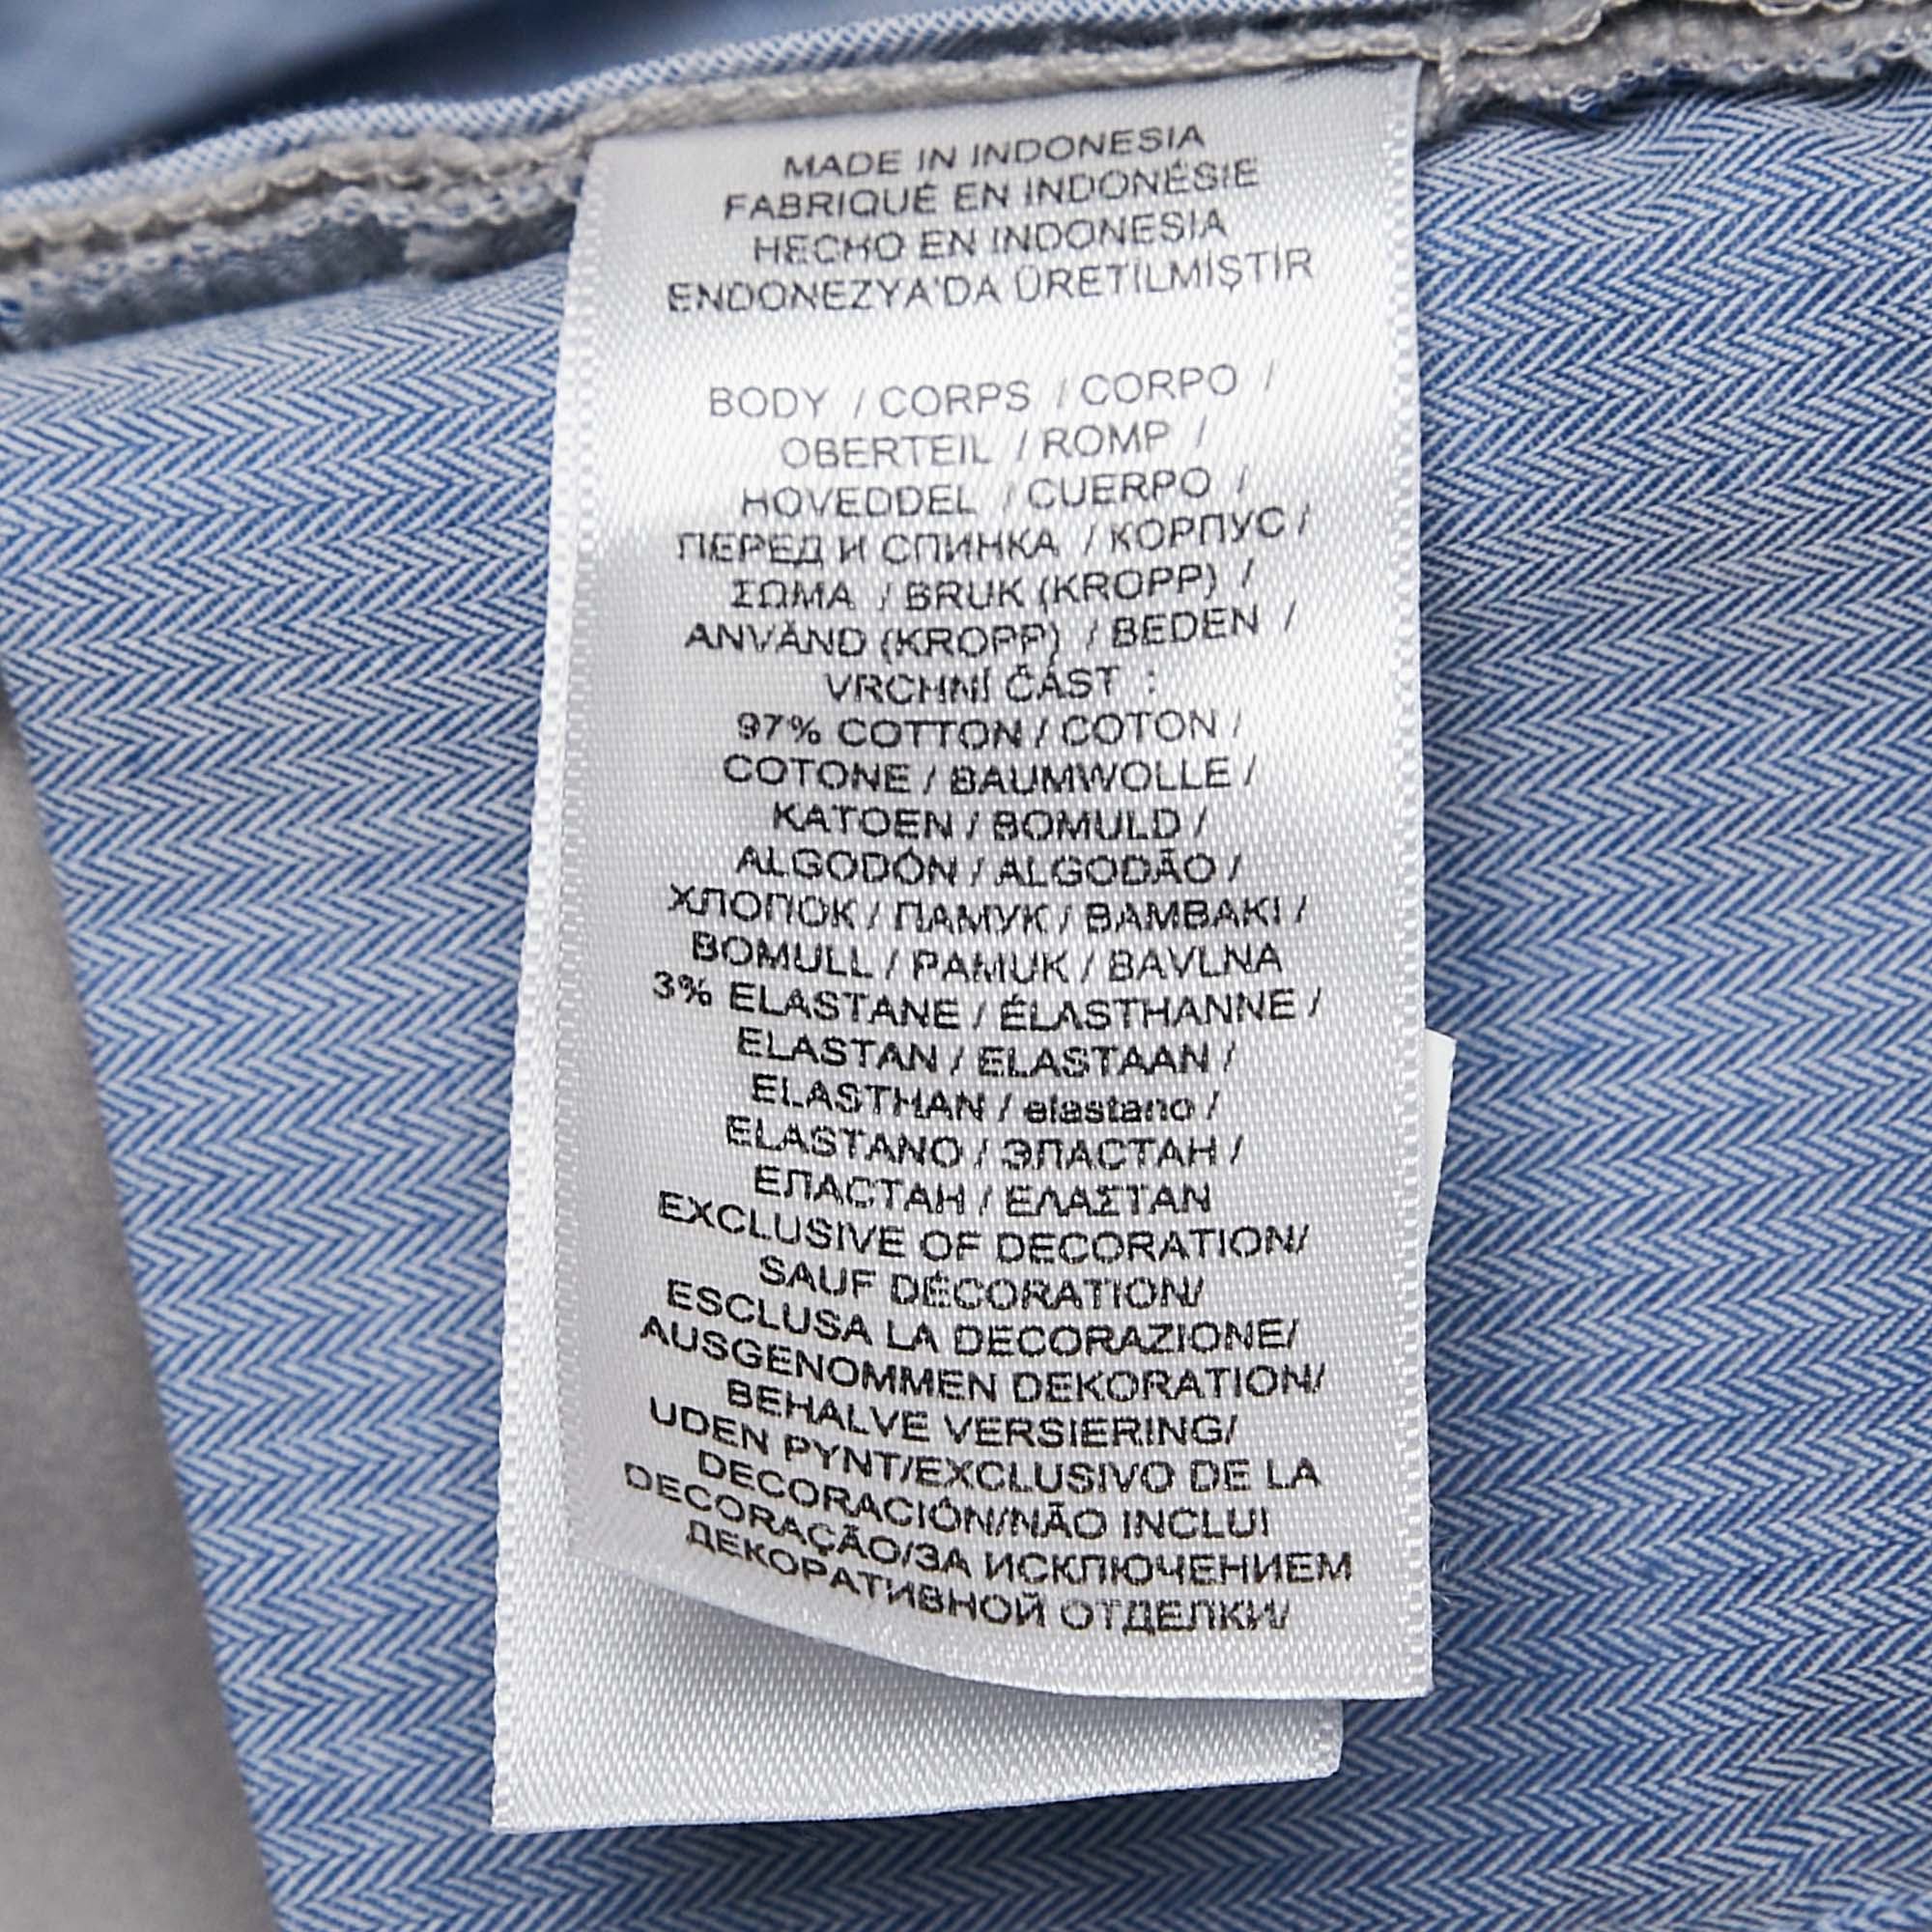 MADE IN INDONESIA
FABRIQUÉ EN INDONÉSIE
HECHO EN INDONESIA
ENDONEZYA'DA ÜRETİLMİŞTİR
BODY / CORPS / CORPO /
OBERTEIL / ROMP /
HOVEDDEL / CUERPO /
ПЕРЕД И СПИНКА / КОРПУС /
ΣΩΜΑ / BRUK (KROPP) /
ANVÄND (KROPP) / BEDEN /
VRCHNÍ ČÁST :
97% COTTON / COTON /
COTONE / BAUMWOLLE /
KATOEN / BOMULD /
ALGODÓN / ALGODÃO /
ХЛОПОК / ПАМУК / ΒΑΜΒΑΚΙ /
BOMULL / PAMUK / BAVLNA
3% ELASTANE / ÉLASTHANNE /
ELASTAN / ELASTAAN /
ELASTHAN / elastano /
ELASTANO / ЭЛАСТАН /
ЕЛАСТАН / ΕΛΑΣΤΑΝ
EXCLUSIVE OF DECORATION/
SAUF DÉCORATION/
ESCLUSA LA DECORAZIONE/
AUSGENOMMEN DEKORATION/
BEHALVE VERSIERING/
UDEN PYNT/EXCLUSIVO DE LA
DECORACIÓN/NÃO INCLUI
DECORAÇÃO/ЗА ИСКЛЮЧЕНИЕМ
ДЕКОРАТИВНОЙ ОТДЕЛКИ/